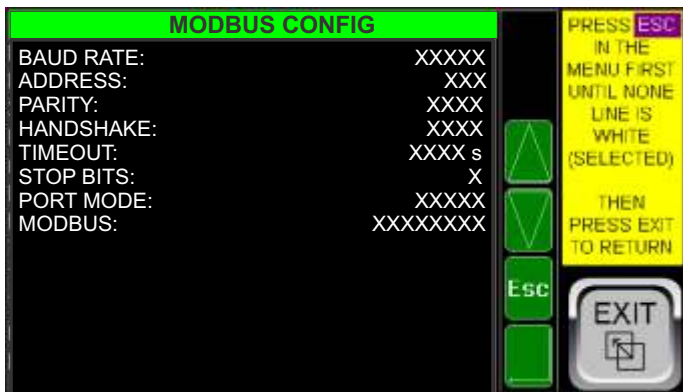 MODBUS CONFIG
BAUD RATE: XXXXX
ADDRESS: XXX
PARITY: XXXX
HANDSHAKE: XXXX
TIMEOUT: XXXX s
STOP BITS: X
PORT MODE: XXXXX
MODBUS: XXXXXXXX
Esc
PRESS ESC
IN THE
MENU FIRST
UNTIL NONE
LINE IS
WHITE
(SELECTED)
THEN
PRESS EXIT
TO RETURN
EXIT